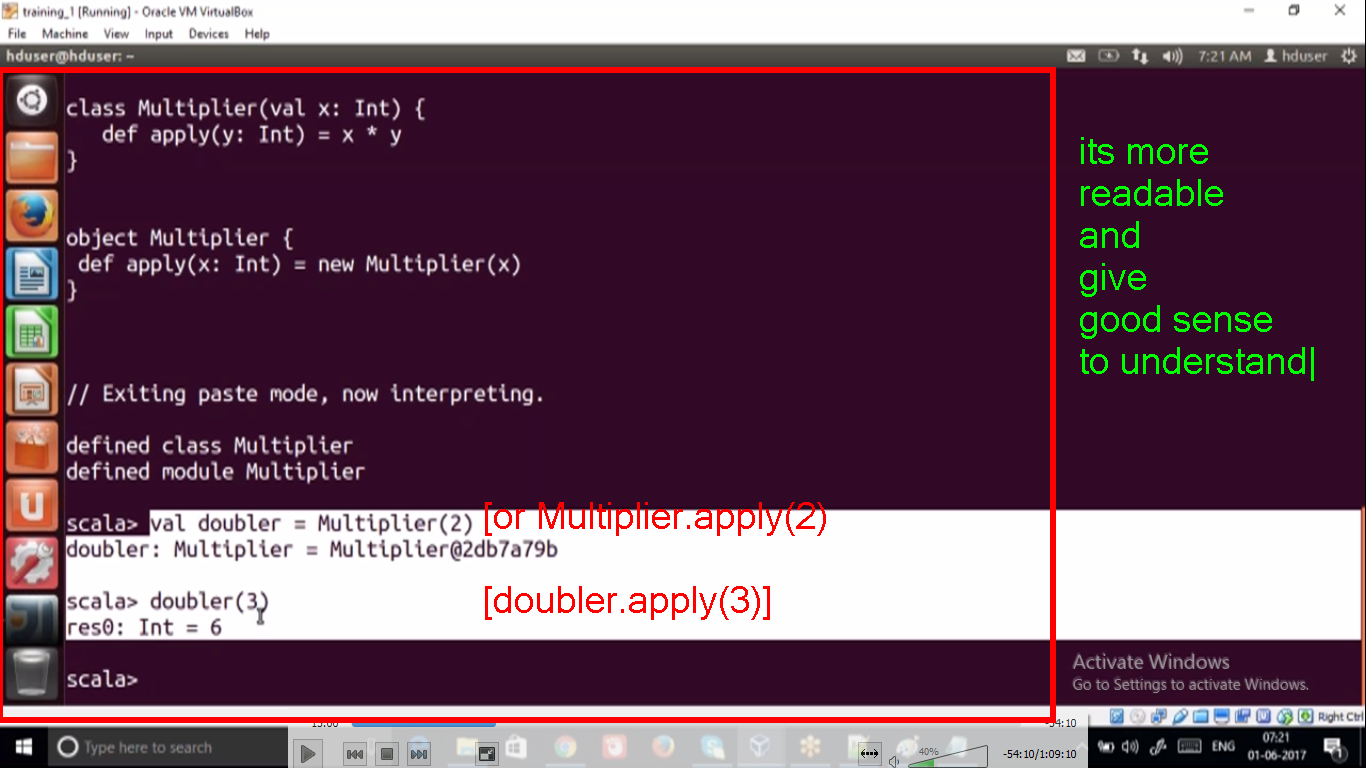 training_1 [Running] - Oracle VM VirtualBox
File Machine View Input Devices Help
hduser@hduser: ~
7:21 AM hduser
class Multiplier(val x: Int) {
def apply(y: Int) = x * y
}
object Multiplier {
def apply(x: Int) = new Multiplier(x)
}
// Exiting paste mode, now interpreting.
defined class Multiplier
defined module Multiplier
scala> val doubler = Multiplier(2) [or Multiplier.apply(2)
doubler: Multiplier = Multiplier@2db7a79b
scala> doubler(3) [doubler.apply(3)]
res0: Int = 6
scala>
its more
readable
and
give
good sense
to understand|
Activate Windows
Go to Settings to activate Windows.
Right Ctrl
-54:10
Type here to search
40%
-54:10/1:09:10
ENG
07:21
01-06-2017